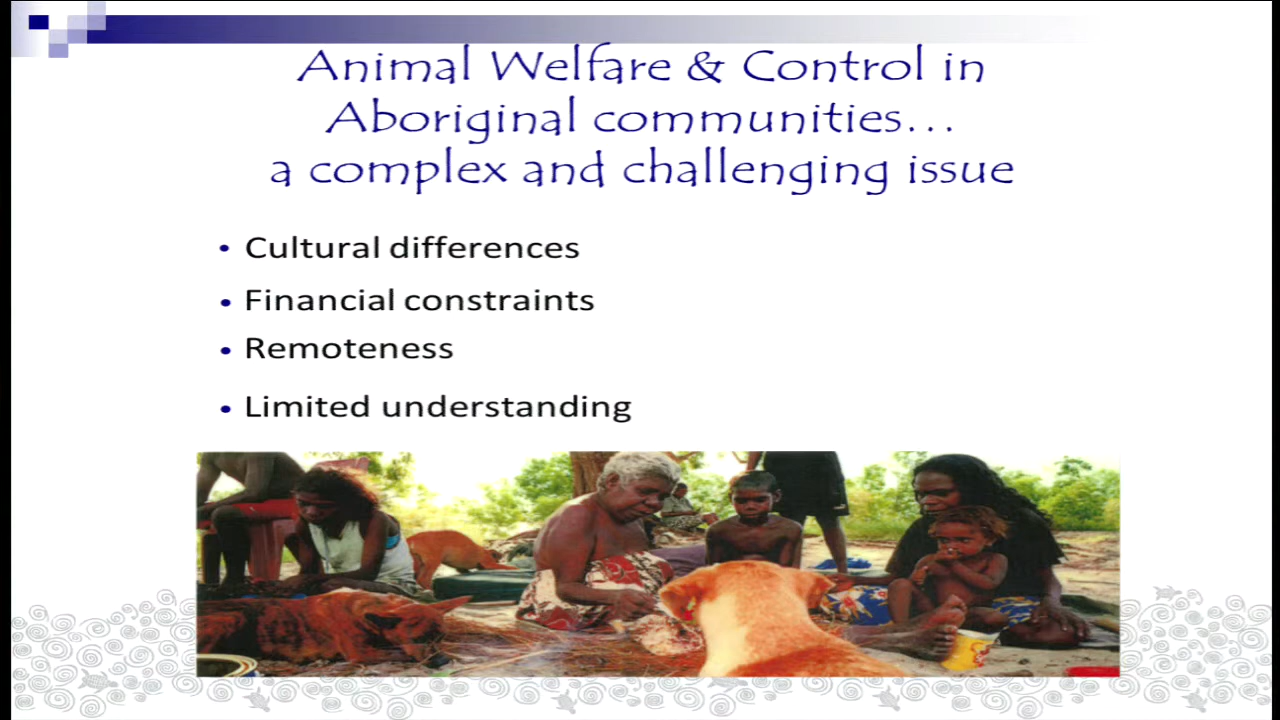 Animal Welfare & Control in
Aboriginal communities...
a complex and challenging issue
• Cultural differences
• Financial constraints
• Remoteness
• Limited understanding